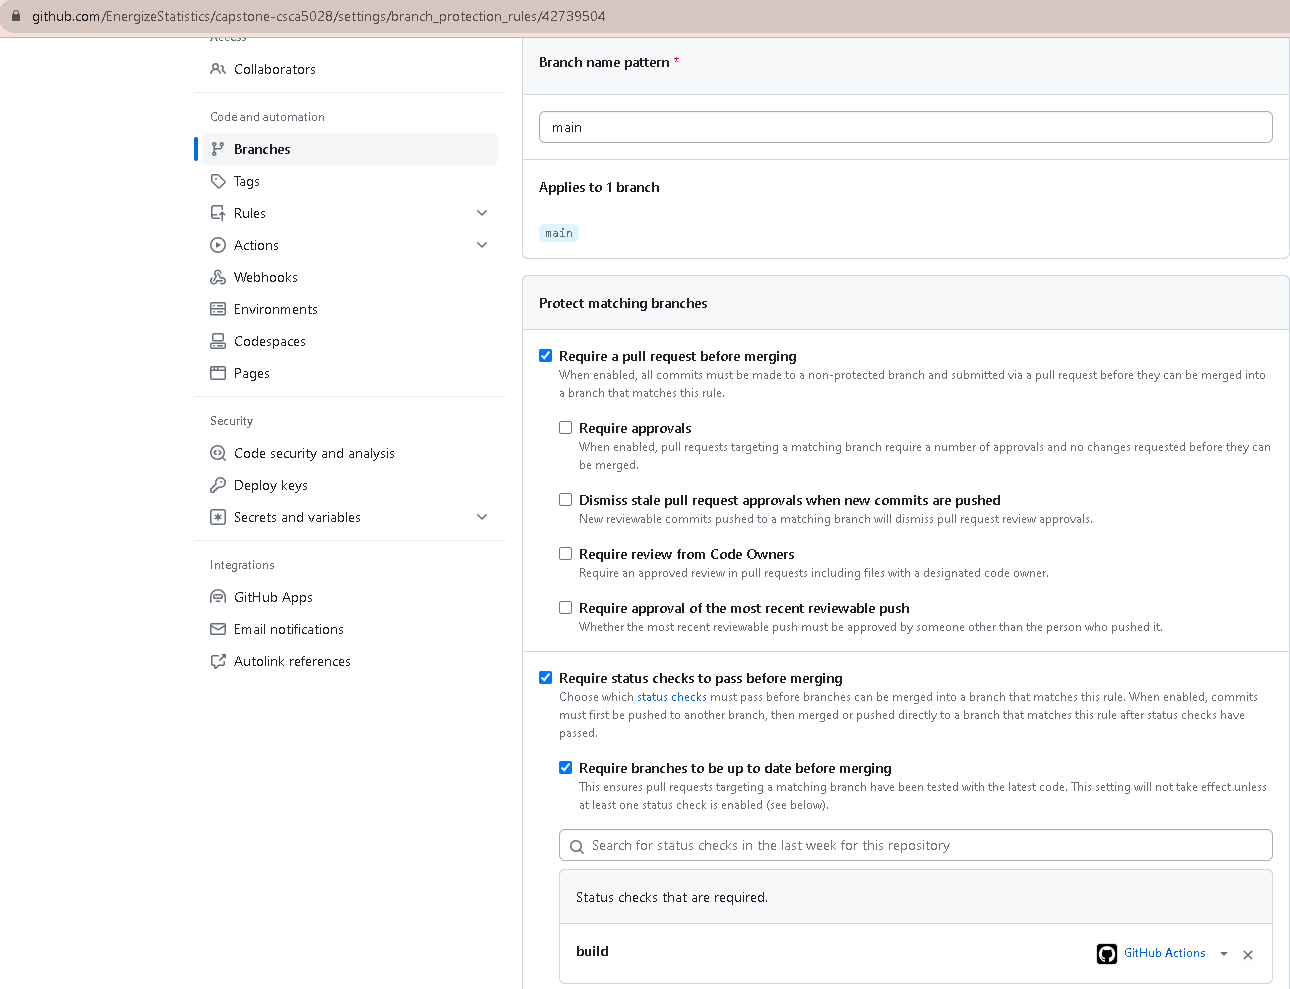 github.com/EnergizeStatistics/capstone-csca5028/settings/branch_protection_rules/42739504
Access
Collaborators
Code and automation
Branches
Tags
Rules
Actions
Webhooks
Environments
Codespaces
Pages
Security
Code security and analysis
Deploy keys
Secrets and variables
Integrations
GitHub Apps
Email notifications
Autolink references
Branch name pattern *
main
Applies to 1 branch
main
Protect matching branches
Require a pull request before merging
When enabled, all commits must be made to a non-protected branch and submitted via a pull request before they can be merged into
a branch that matches this rule.
Require approvals
When enabled, pull requests targeting a matching branch require a number of approvals and no changes requested before they can
be merged.
Dismiss stale pull request approvals when new commits are pushed
New reviewable commits pushed to a matching branch will dismiss pull request review approvals.
Require review from Code Owners
Require an approved review in pull requests including files with a designated code owner.
Require approval of the most recent reviewable push
Whether the most recent reviewable push must be approved by someone other than the person who pushed it.
Require status checks to pass before merging
Choose which status checks must pass before branches can be merged into a branch that matches this rule. When enabled, commits
must first be pushed to another branch, then merged or pushed directly to a branch that matches this rule after status checks have
passed.
Require branches to be up to date before merging
This ensures pull requests targeting a matching branch have been tested with the latest code. This setting will not take effect unless
at least one status check is enabled (see below).
Search for status checks in the last week for this repository
Status checks that are required.
build
GitHub Actions